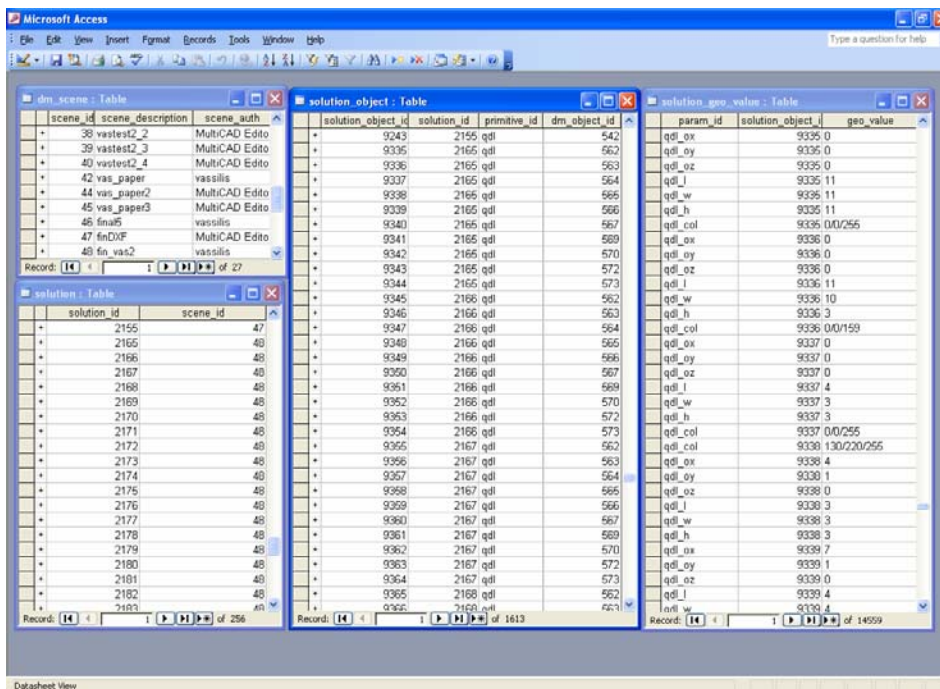 Microsoft Access
File Edit View Insert Format Records Tools Window Help
Type a question for help
dm_scene : Table
scene_id scene_description scene_auth
38 vastest2_2 MultiCAD Edito
39 vastest2_3 MultiCAD Edito
40 vastest2_4 MultiCAD Edito
42 vas_paper vassilis
44 vas_paper2 MultiCAD Edito
45 vas_paper3 MultiCAD Edito
46 final5 vassilis
47 finDXF MultiCAD Edito
48 fin_vas2 vassilis
Record: 1 of 27
solution : Table
solution_id scene_id
2155 47
2165 48
2166 48
2167 48
2168 48
2169 48
2170 48
2171 48
2172 48
2173 48
2174 48
2175 48
2176 48
2177 48
2178 48
2179 48
2180 48
2181 48
2182 48
2183 48
Record: 1 of 256
solution_object : Table
solution_object_id solution_id primitive_id dm_object_id
9243 2155 qdl 542
9335 2165 qdl 562
9336 2165 qdl 563
9337 2165 qdl 564
9338 2165 qdl 565
9339 2165 qdl 566
9340 2165 qdl 567
9341 2165 qdl 569
9342 2165 qdl 570
9343 2165 qdl 572
9344 2165 qdl 573
9345 2166 qdl 562
9346 2166 qdl 563
9347 2166 qdl 564
9348 2166 qdl 565
9349 2166 qdl 566
9350 2166 qdl 567
9351 2166 qdl 569
9352 2166 qdl 570
9353 2166 qdl 572
9354 2166 qdl 573
9355 2167 qdl 562
9356 2167 qdl 563
9357 2167 qdl 564
9358 2167 qdl 565
9359 2167 qdl 566
9360 2167 qdl 567
9361 2167 qdl 569
9362 2167 qdl 570
9363 2167 qdl 572
9364 2167 qdl 573
9365 2168 qdl 562
9366 2168 qdl 563
Record: 1 of 1613
solution_geo_value : Table
param_id solution_object_i geo_value
qdl_ox 9335 0
qdl_oy 9335 0
qdl_oz 9335 0
qdl_l 9335 11
qdl_w 9335 11
qdl_h 9335 11
qdl_col 9335 0/0/255
qdl_ox 9336 0
qdl_oy 9336 0
qdl_oz 9336 0
qdl_l 9336 11
qdl_w 9336 10
qdl_h 9336 3
qdl_col 9336 0/0/159
qdl_ox 9337 0
qdl_oy 9337 0
qdl_oz 9337 0
qdl_l 9337 4
qdl_w 9337 3
qdl_h 9337 3
qdl_col 9337 0/0/255
qdl_col 9338 130/220/255
qdl_ox 9338 4
qdl_oy 9338 1
qdl_oz 9338 0
qdl_l 9338 3
qdl_w 9338 3
qdl_h 9338 3
qdl_ox 9339 7
qdl_oy 9339 1
qdl_oz 9339 0
qdl_l 9339 4
qdl_w 9339 4
Record: 1 of 14559
Datasheet View